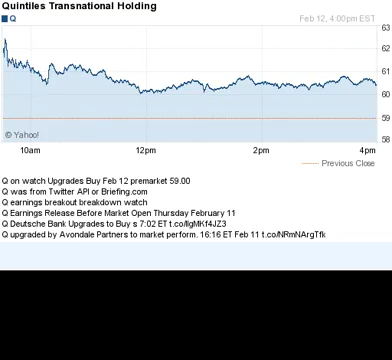 Quintiles Transnational Holding
Q
Feb 12, 4:00pm EST
63
62
61
60
59
58
© Yahoo!
10am
12pm
2pm
4pm
Previous Close
Q on watch Upgrades Buy Feb 12 premarket 59.00
Q was from Twitter API or Briefing.com
Q earnings breakout breakdown watch
Q Earnings Release Before Market Open Thursday February 11
Q Deutsche Bank Upgrades to Buy s 7:02 ET t.co/IgMKf4JZ3
Q upgraded by Avondale Partners to market perform. 16:16 ET Feb 11 t.co/NRmNArgTfk